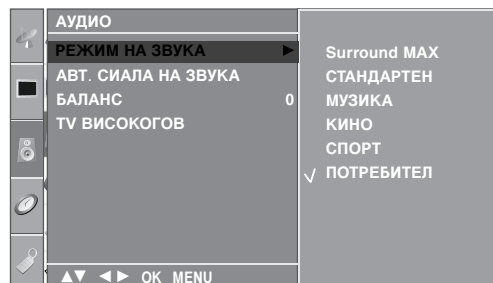 АУДИО
РЕЖИМ НА ЗВУКА ►
АВТ. СИАЛА НА ЗВУКА
БАЛАНС 0
TV ВИСОКОГОВ
▲▼ ◄► OK MENU
Surround MAX
СТАНДАРТЕН
МУЗИКА
КИНО
СПОРТ
√ ПОТРЕБИТЕЛ